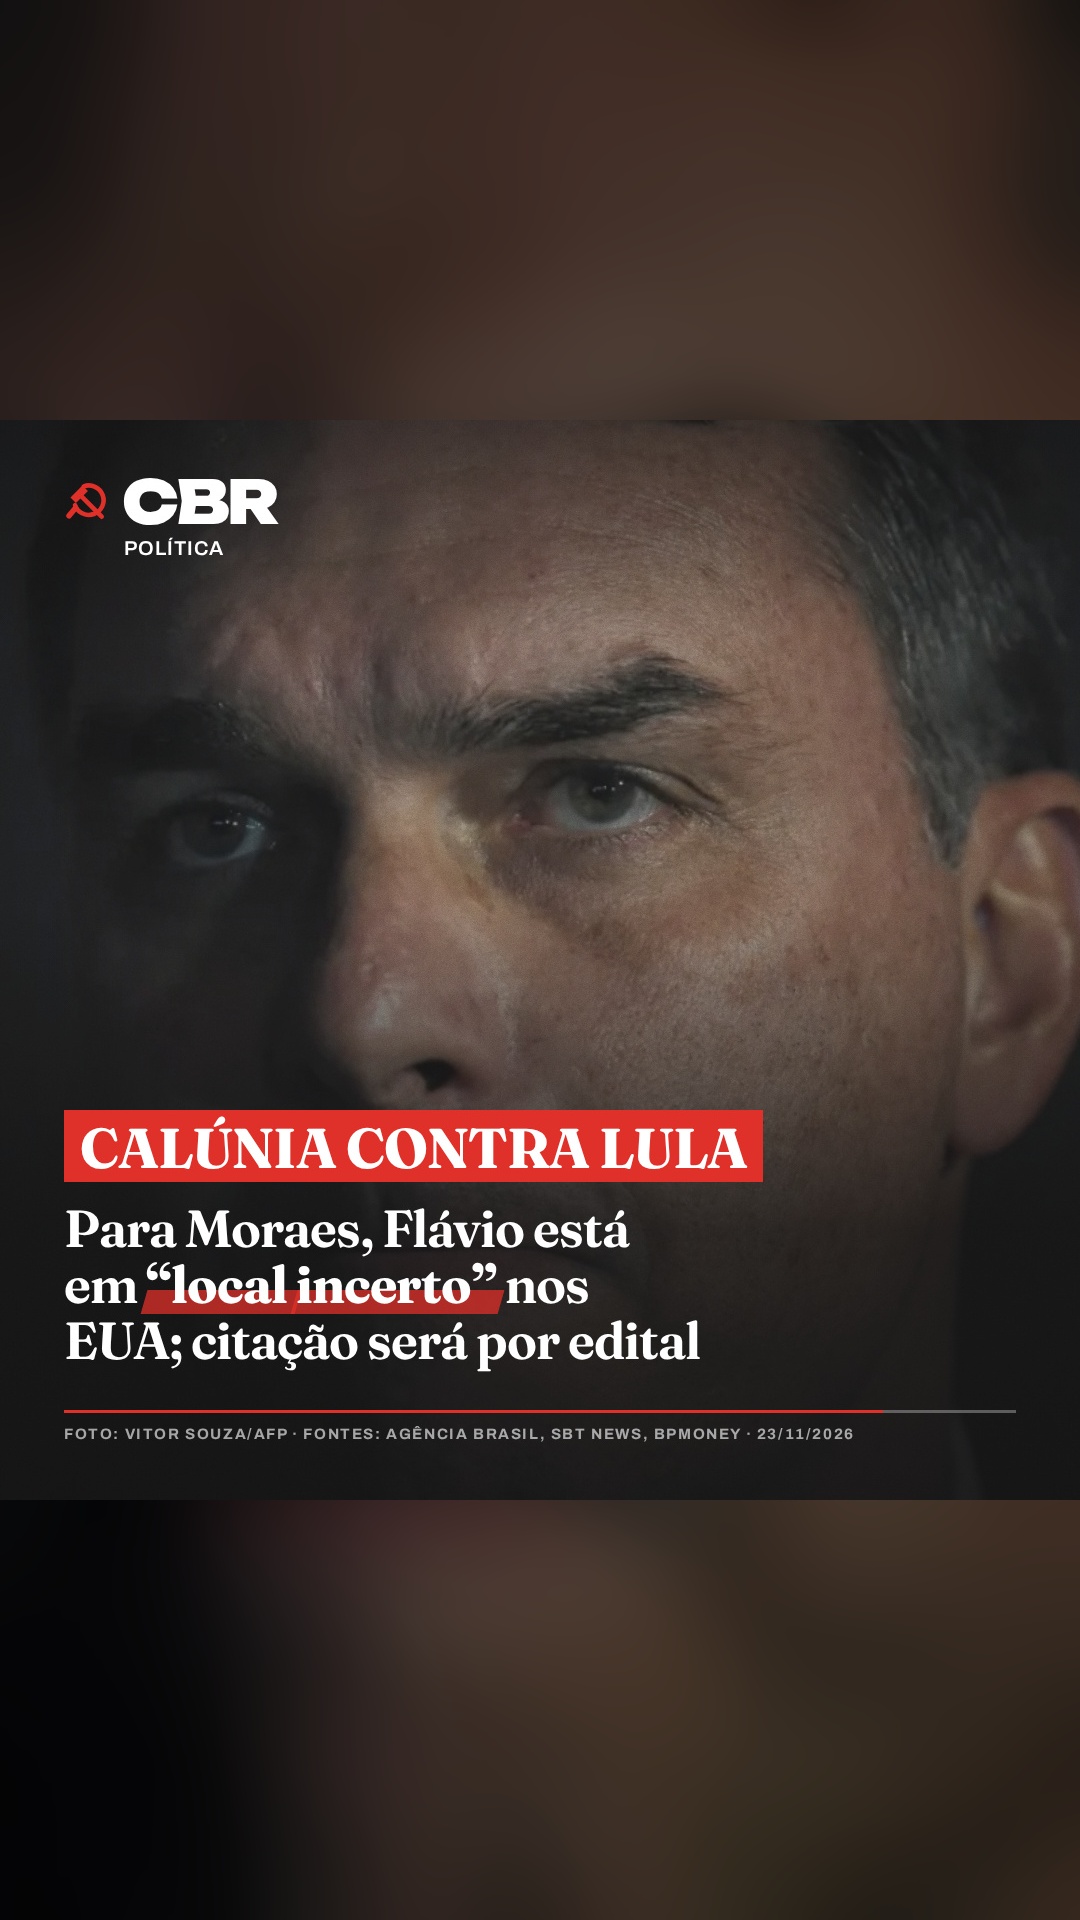 CBR
POLÍTICA
CALÚNIA CONTRA LULA
Para Moraes, Flávio está
em “local incerto” nos
EUA; citação será por edital
FOTO: VITOR SOUZA/AFP · FONTES: AGÊNCIA BRASIL, SBT NEWS, BPMONEY · 23/11/2026